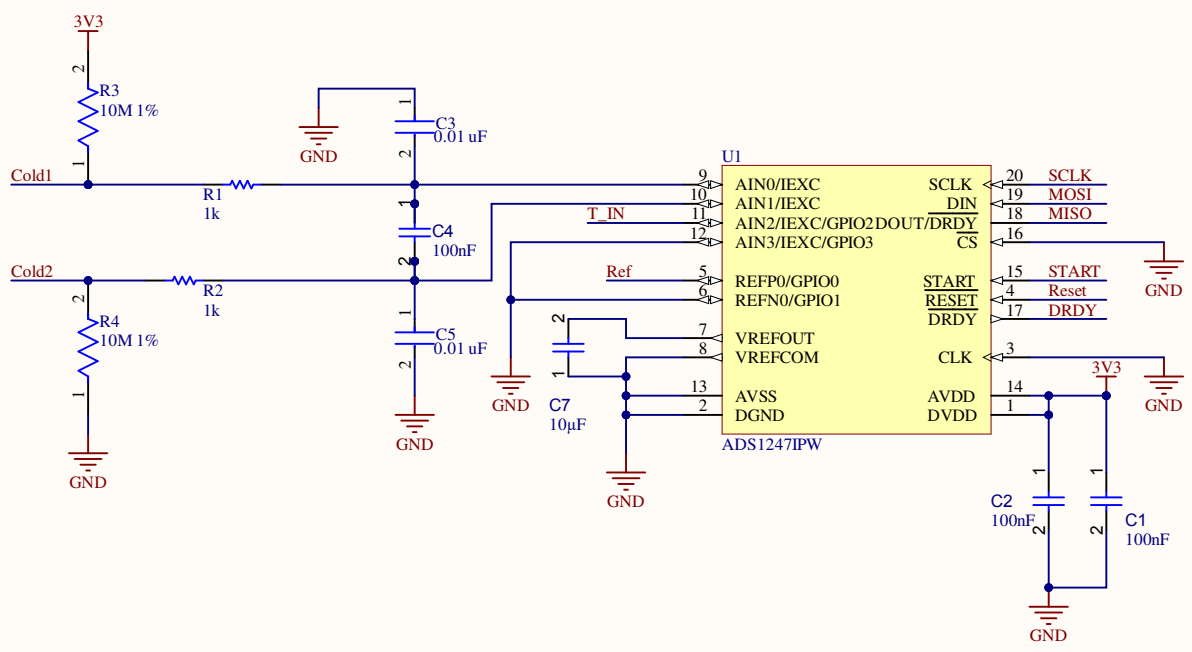 3V3
2
R3
10M 1%
1
Cold1
R1
1k
GND
1
C3
0.01 uF
2
1
C4
100nF
2
Cold2
R2
1k
2
R4
10M 1%
1
GND
1
C5
0.01 uF
2
GND
U1
9 AIN0/IEXC
10 AIN1/IEXC
T_IN 11 AIN2/IEXC/GPIO2
12 AIN3/IEXC/GPIO3
Ref 5 REFP0/GPIO0
6 REFN0/GPIO1
7 VREFOUT
8 VREFCOM
13 AVSS
2 DGND
SCLK 20 SCLK
DIN 19 MOSI
DOUT/DRDY 18 MISO
CS 16
GND
START 15 START
RESET 4 Reset
DRDY 17 DRDY
CLK 3
GND
3V3
AVDD 14
DVDD 1
ADS1247IPW
GND
2
1
C7
10µF
GND
1
C2
100nF
2
1
C1
100nF
2
GND